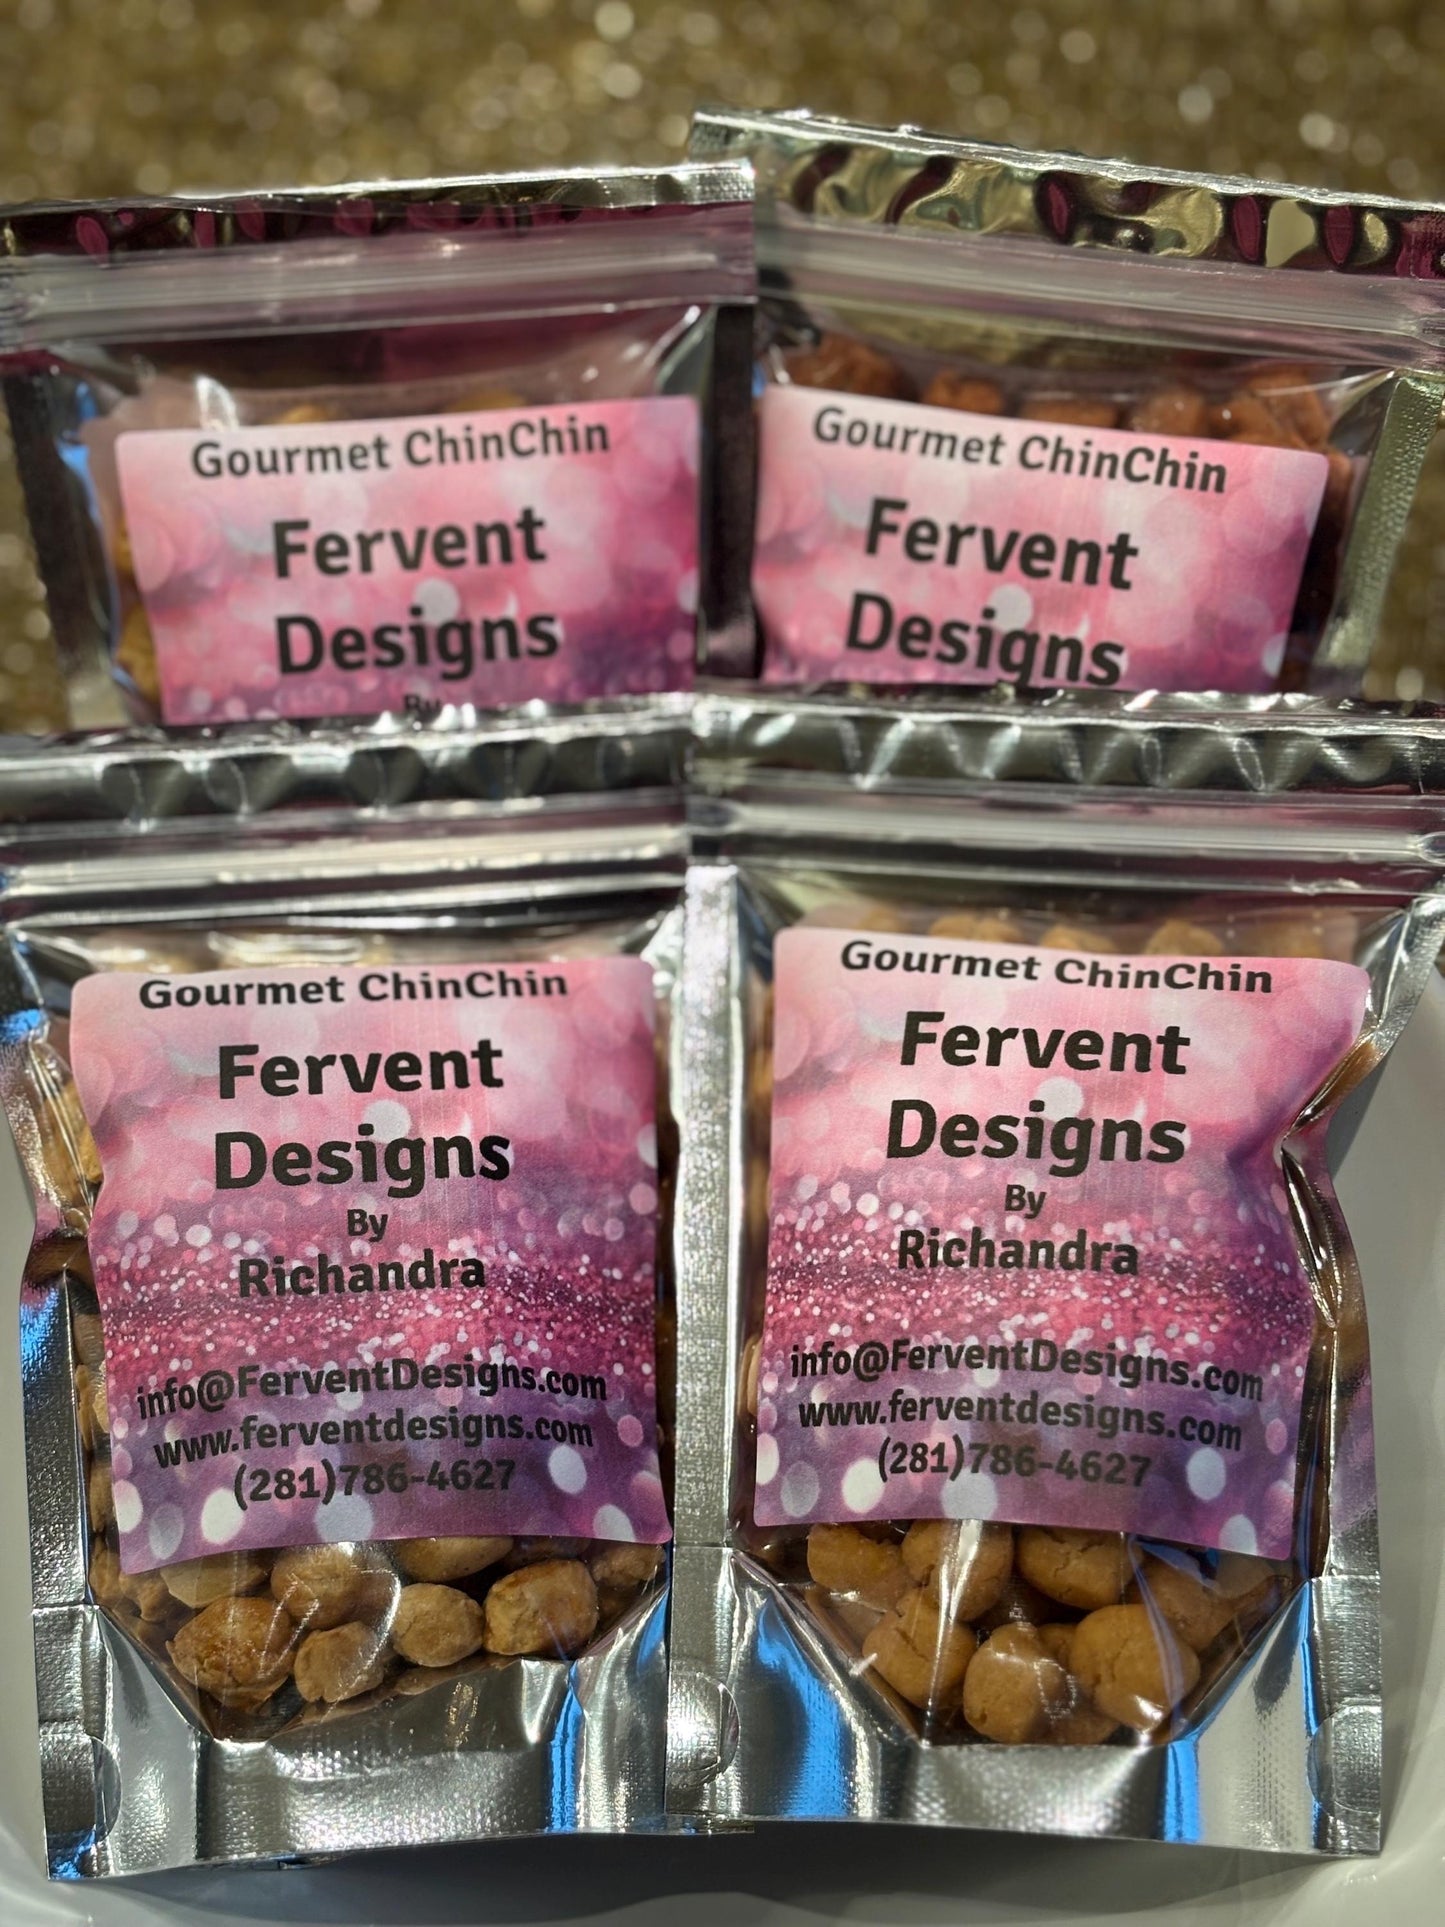 Gourmet ChinChin
Fervent
Designs
By
Gourmet ChinChin
Fervent
Designs
Gourmet ChinChin
Fervent
Designs
By
Richandra
info@FerventDesigns.com
www.ferventdesigns.com
(281)786-4627
Gourmet ChinChin
Fervent
Designs
By
Richandra
info@FerventDesigns.com
www.ferventdesigns.com
(281)786-4627